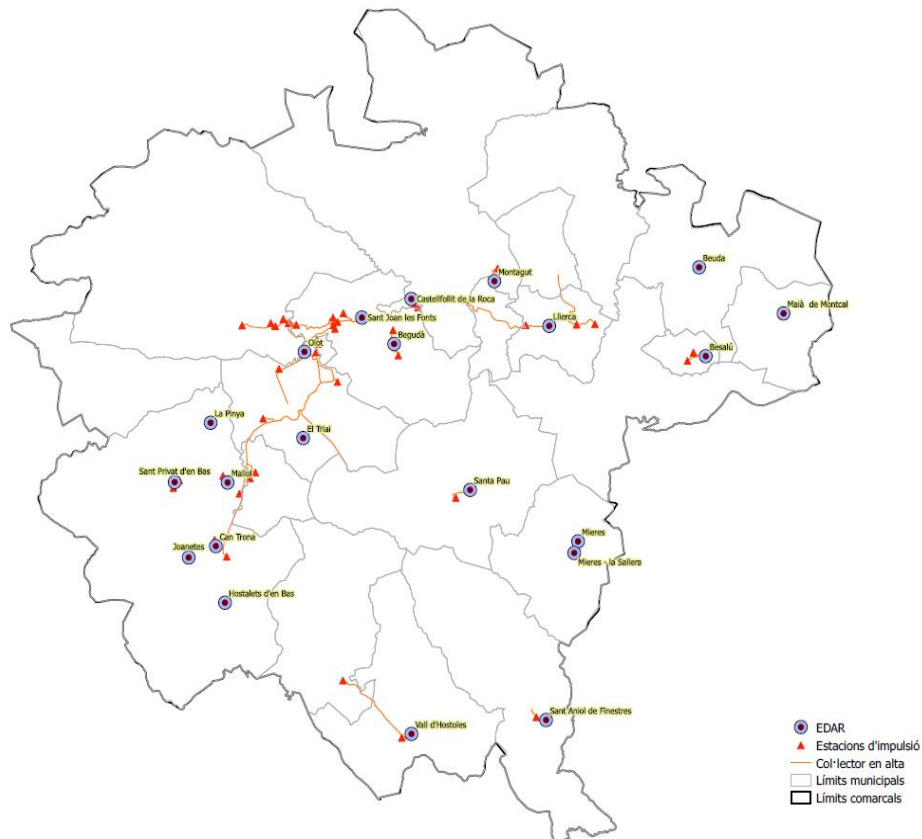 Beuda
Montagut
Castellfollit de la Roca
Maià de Montcal
Sant Joan les Fonts
Llierca
Begudà
Olot
Besalú
La Pinya
El Triai
Sant Privat d'en Bas
Mallol
Santa Pau
Can Trona
Mieres
Joanetes
Mieres - la Sallera
Hostalets d'en Bas
Sant Aniol de Finestres
Vall d'Hostoles
EDAR
Estacions d'impulsió
Col·lector en alta
Límits municipals
Límits comarcals